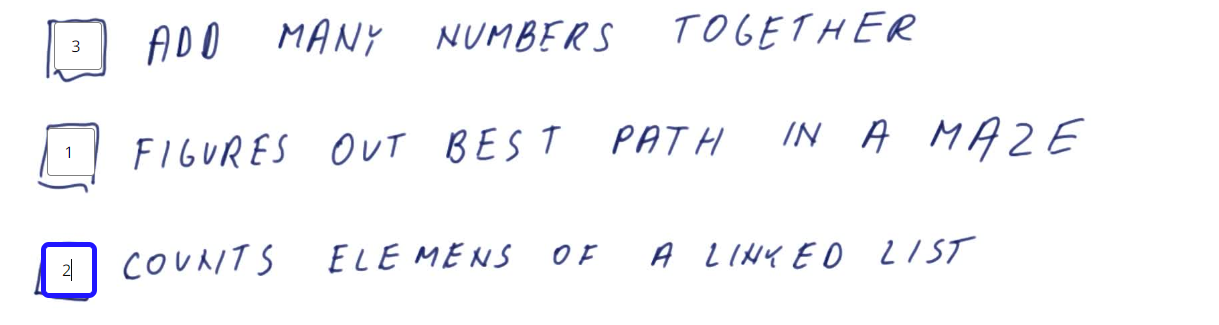 3 ADD MANY NUMBERS TOGETHER
1 FIGURES OUT BEST PATH IN A MAZE
2 COUNTS ELEMENS OF A LINKED LIST